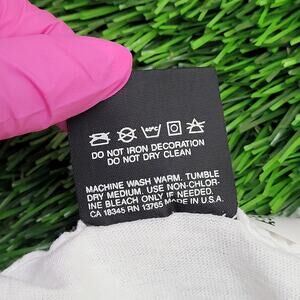 DO NOT IRON DECORATION
DO NOT DRY CLEAN
MACHINE WASH WARM. TUMBLE
DRY MEDIUM. USE NON-CHLOR-
INE BLEACH ONLY IF NEEDED.
CA 18345 RN 13765 MADE IN U.S.A.